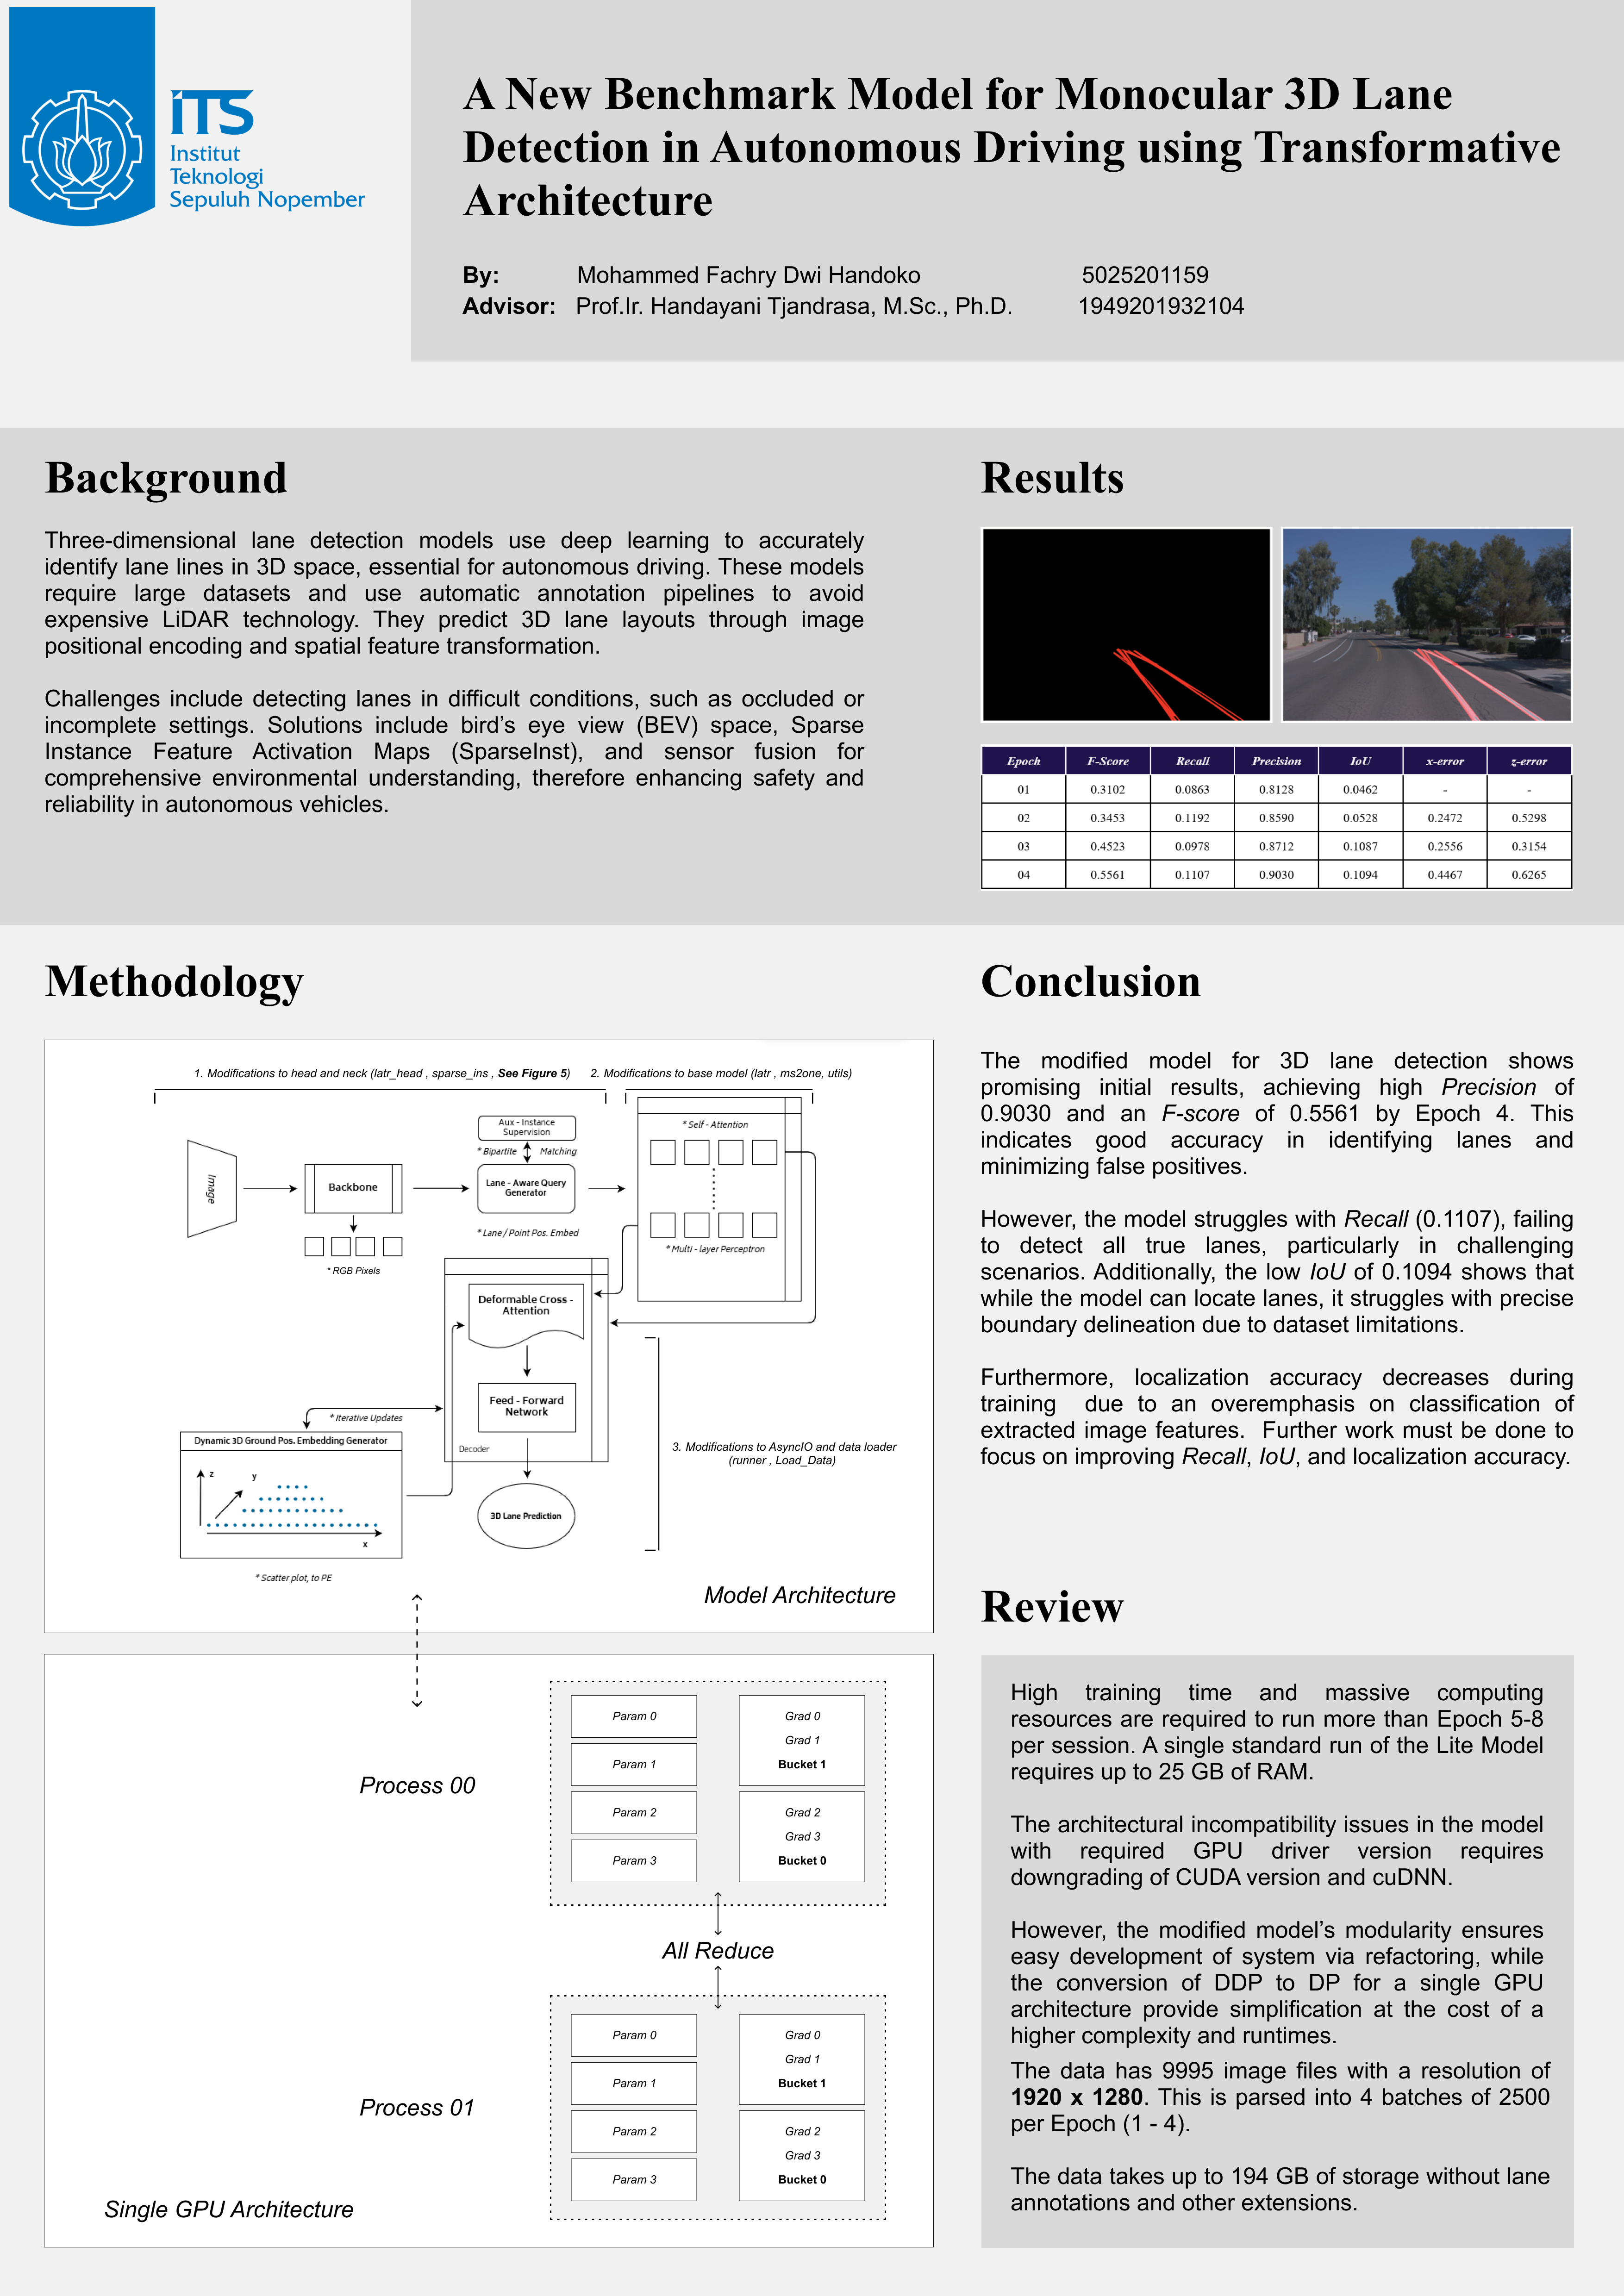 iTS
Institut
Teknologi
Sepuluh Nopember
A New Benchmark Model for Monocular 3D Lane
Detection in Autonomous Driving using Transformative
Architecture
By: Mohammed Fachry Dwi Handoko 5025201159
Advisor: Prof.Ir. Handayani Tjandrasa, M.Sc., Ph.D. 1949201932104
Background
Three-dimensional lane detection models use deep learning to accurately
identify lane lines in 3D space, essential for autonomous driving. These models
require large datasets and use automatic annotation pipelines to avoid
expensive LiDAR technology. They predict 3D lane layouts through image
positional encoding and spatial feature transformation.
Challenges include detecting lanes in difficult conditions, such as occluded or
incomplete settings. Solutions include bird's eye view (BEV) space, Sparse
Instance Feature Activation Maps (SparseInst), and sensor fusion for
comprehensive environmental understanding, therefore enhancing safety and
reliability in autonomous vehicles.
Results
Epoch F-Score Recall Precision IoU x-error z-error
01 0.3102 0.0863 0.8128 0.0462 - -
02 0.3453 0.1192 0.8590 0.0528 0.2472 0.5298
03 0.4523 0.0978 0.8712 0.1087 0.2556 0.3154
04 0.5561 0.1107 0.9030 0.1094 0.4467 0.6265
Methodology
1. Modifications to head and neck (latr_head , sparse_ins , See Figure 5)
2. Modifications to base model (latr , ms2one, utils)
Image
Backbone
* RGB Pixels
Aux - Instance
Supervision
* Bipartite Matching
Lane - Aware Query
Generator
* Lane / Point Pos. Embed
* Self - Attention
* Multi - layer Perceptron
Deformable Cross -
Attention
Feed - Forward
Network
Decoder
* Iterative Updates
Dynamic 3D Ground Pos. Embedding Generator
z
y
x
* Scatter plot, to PE
3D Lane Prediction
3. Modifications to AsyncIO and data loader
(runner , Load_Data)
Model Architecture
Process 00
Param 0
Param 1
Param 2
Param 3
Grad 0
Grad 1
Bucket 1
Grad 2
Grad 3
Bucket 0
All Reduce
Process 01
Param 0
Param 1
Param 2
Param 3
Grad 0
Grad 1
Bucket 1
Grad 2
Grad 3
Bucket 0
Single GPU Architecture
Conclusion
The modified model for 3D lane detection shows
promising initial results, achieving high Precision of
0.9030 and an F-score of 0.5561 by Epoch 4. This
indicates good accuracy in identifying lanes and
minimizing false positives.
However, the model struggles with Recall (0.1107), failing
to detect all true lanes, particularly in challenging
scenarios. Additionally, the low IoU of 0.1094 shows that
while the model can locate lanes, it struggles with precise
boundary delineation due to dataset limitations.
Furthermore, localization accuracy decreases during
training due to an overemphasis on classification of
extracted image features. Further work must be done to
focus on improving Recall, IoU, and localization accuracy.
Review
High training time and massive computing
resources are required to run more than Epoch 5-8
per session. A single standard run of the Lite Model
requires up to 25 GB of RAM.
The architectural incompatibility issues in the model
with required GPU driver version requires
downgrading of CUDA version and cuDNN.
However, the modified model's modularity ensures
easy development of system via refactoring, while
the conversion of DDP to DP for a single GPU
architecture provide simplification at the cost of a
higher complexity and runtimes.
The data has 9995 image files with a resolution of
1920 x 1280. This is parsed into 4 batches of 2500
per Epoch (1 - 4).
The data takes up to 194 GB of storage without lane
annotations and other extensions.